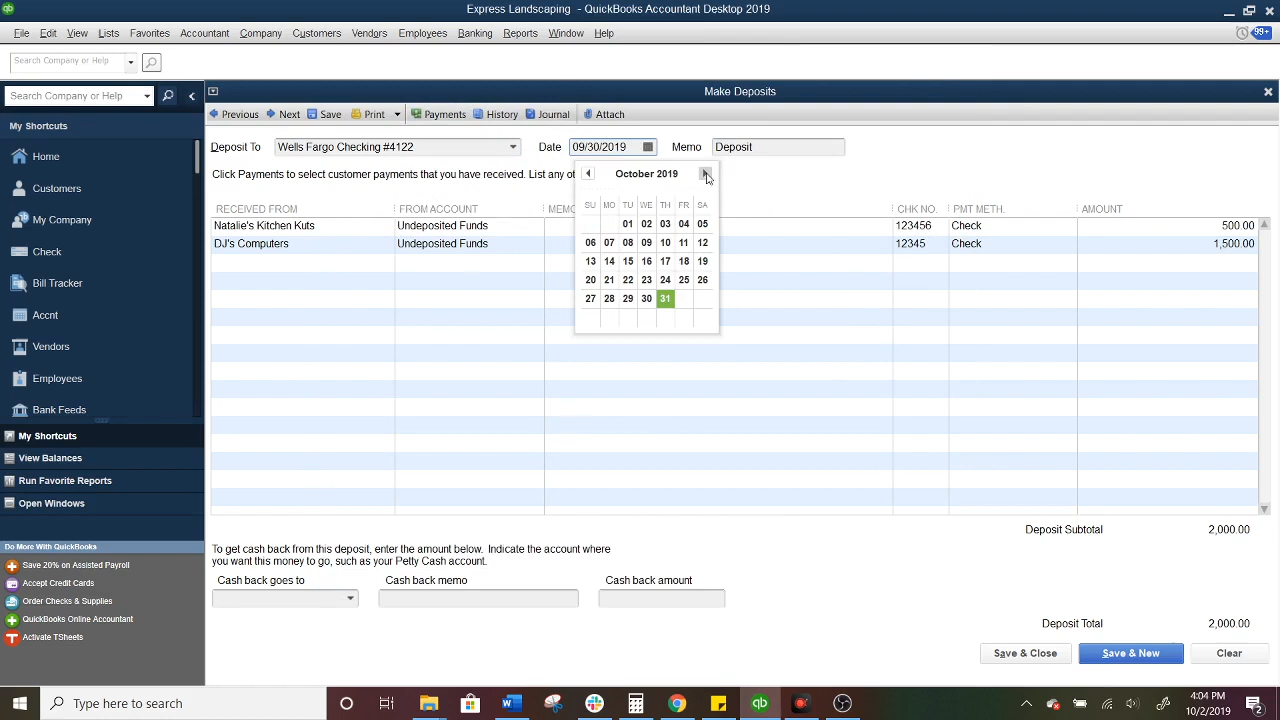 Express Landscaping - QuickBooks Accountant Desktop 2019
File Edit View Lists Favorites Accountant Company Customers Vendors Employees Banking Reports Window Help 99+
Search Company or Help
Make Deposits
Search Company or Help
Previous Next Save Print Payments History Journal Attach
My Shortcuts
Deposit To Wells Fargo Checking #4122 Date 09/30/2019 Memo Deposit
Home
Click Payments to select customer payments that you have received. List any ot
October 2019
Customers
SU MO TU WE TH FR SA
RECEIVED FROM FROM ACCOUNT MEMO CHK NO. PMT METH. AMOUNT
My Company
Natalie's Kitchen Kuts Undeposited Funds 01 02 03 04 05 123456 Check 500.00
DJ's Computers Undeposited Funds 06 07 08 09 10 11 12 12345 Check 1,500.00
Check
13 14 15 16 17 18 19
20 21 22 23 24 25 26
Bill Tracker
27 28 29 30 31
Accnt
Vendors
Employees
Bank Feeds
My Shortcuts
View Balances
Run Favorite Reports
Open Windows
Deposit Subtotal 2,000.00
Do More With QuickBooks
To get cash back from this deposit, enter the amount below. Indicate the account where
you want this money to go, such as your Petty Cash account.
Save 20% on Assisted Payroll
Cash back goes to Cash back memo Cash back amount
Accept Credit Cards
Order Checks & Supplies
QuickBooks Online Accountant
Deposit Total 2,000.00
Activate TSheets
Save & Close Save & New Clear
Type here to search
4:04 PM
10/2/2019
2